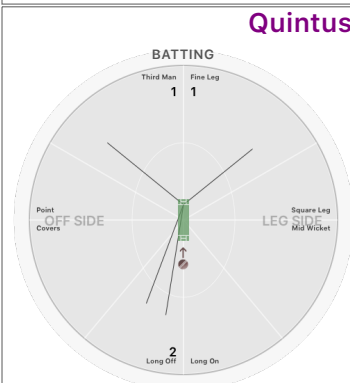 Quintus
BATTING
Third Man Fine Leg
1 1
Point Square Leg
OFF SIDE LEG SIDE
Covers Mid Wicket
2
Long Off Long On